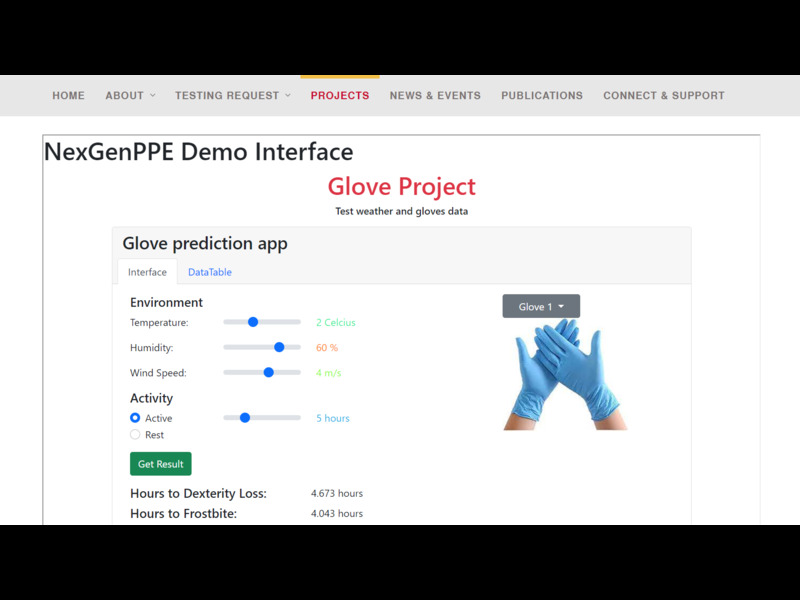 HOME ABOUT TESTING REQUEST PROJECTS NEWS & EVENTS PUBLICATIONS CONNECT & SUPPORT
NexGenPPE Demo Interface
Glove Project
Test weather and gloves data
Glove prediction app
Interface DataTable
Environment
Glove 1
Temperature: 2 Celcius
Humidity: 60 %
Wind Speed: 4 m/s
Activity
Active 5 hours
Rest
Get Result
Hours to Dexterity Loss: 4.673 hours
Hours to Frostbite: 4.043 hours